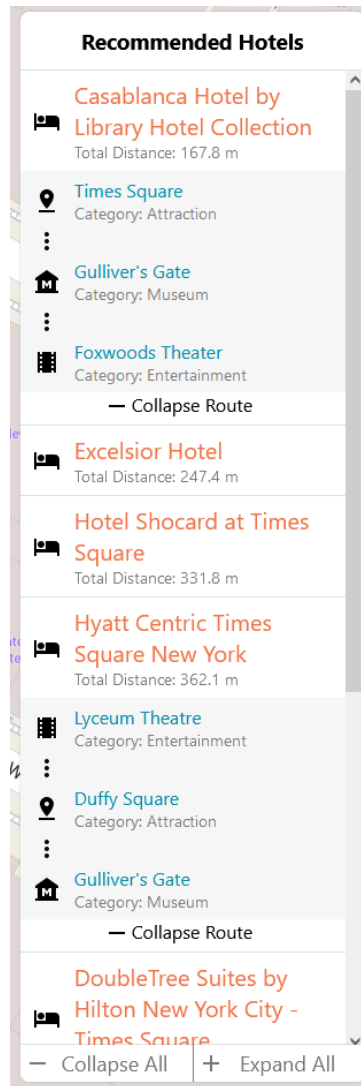 Recommended Hotels
Casablanca Hotel by
Library Hotel Collection
Total Distance: 167.8 m
Times Square
Category: Attraction
M
Gulliver's Gate
Category: Museum
Foxwoods Theater
Category: Entertainment
— Collapse Route
Excelsior Hotel
Total Distance: 247.4 m
Hotel Shocard at Times
Square
Total Distance: 331.8 m
Hyatt Centric Times
Square New York
Total Distance: 362.1 m
Lyceum Theatre
Category: Entertainment
Duffy Square
Category: Attraction
M
Gulliver's Gate
Category: Museum
— Collapse Route
DoubleTree Suites by
Hilton New York City -
Times Square
— Collapse All + Expand All